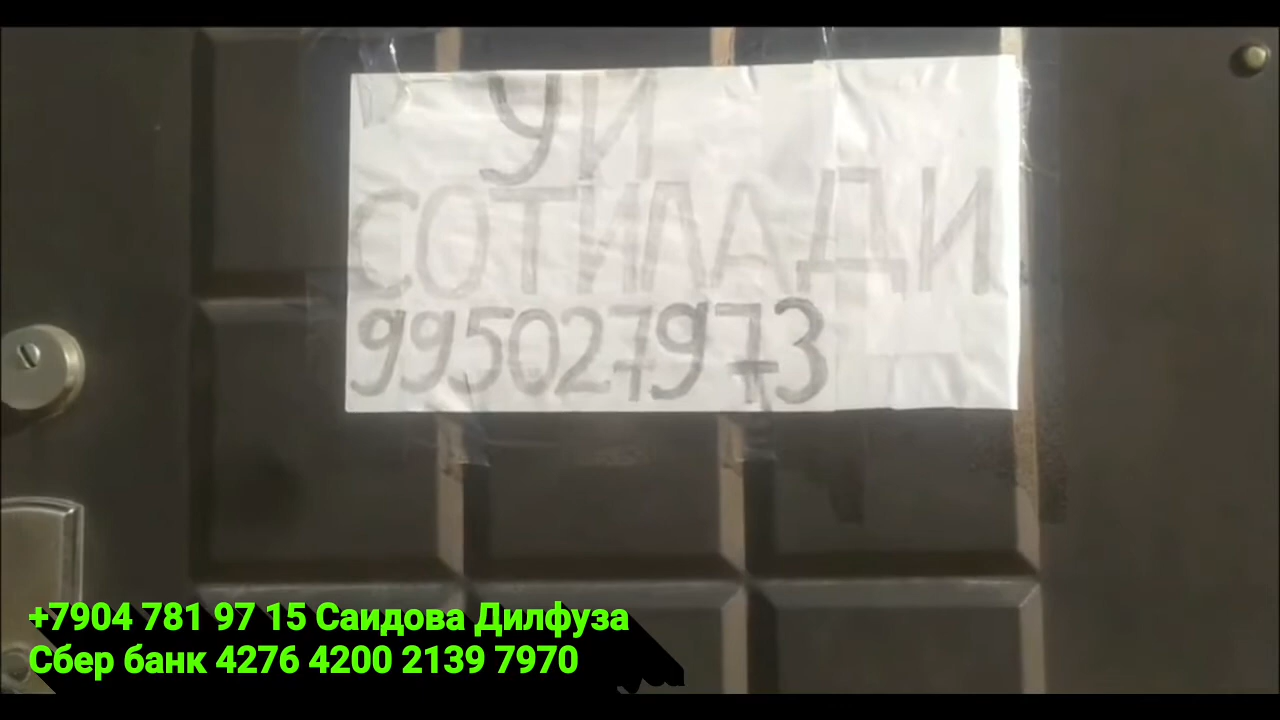 УЙ
СОТИЛАДИ
995027973
+7904 781 97 15 Саидова Дилфуза
Сбер банк 4276 4200 2139 7970